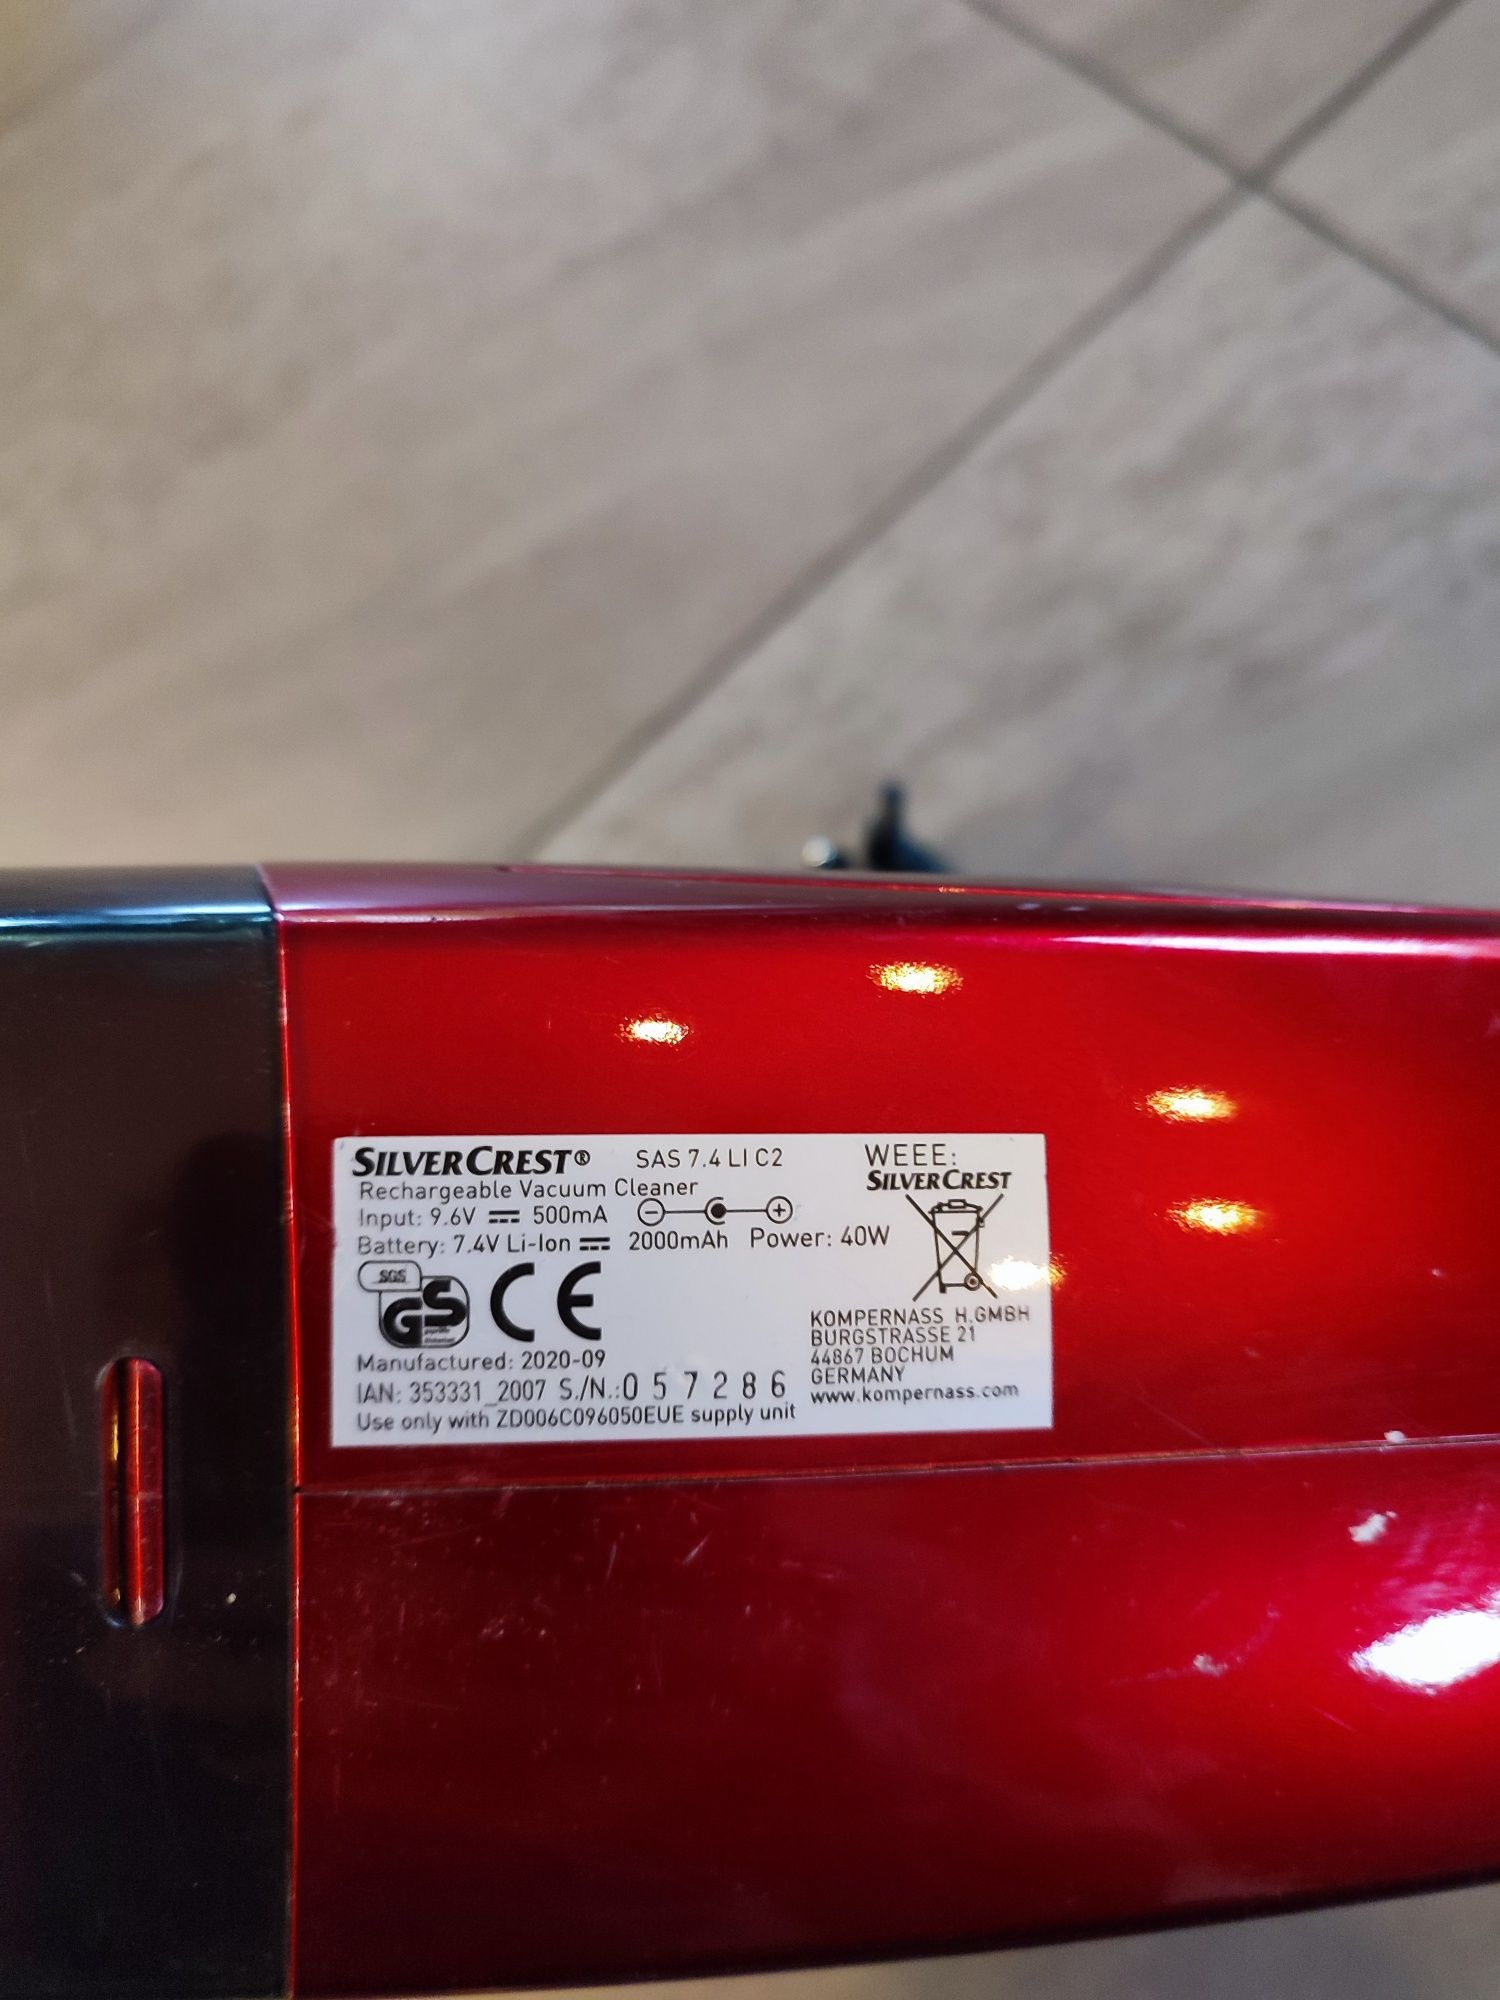 SILVERCREST® SAS 7.4 LI C2
Rechargeable Vacuum Cleaner
Input: 9.6V 500mA
Battery: 7.4V Li-Ion 2000mAh Power: 40W
WEEE:
SILVERCREST
SGS
GS
CE
Manufactured: 2020-09
IAN: 353331_2007 S./N.:057286
Use only with ZD006C096050EUE supply unit
KOMPERNASS H.GMBH
BURGSTRASSE 21
44867 BOCHUM
GERMANY
www.kompernass.com